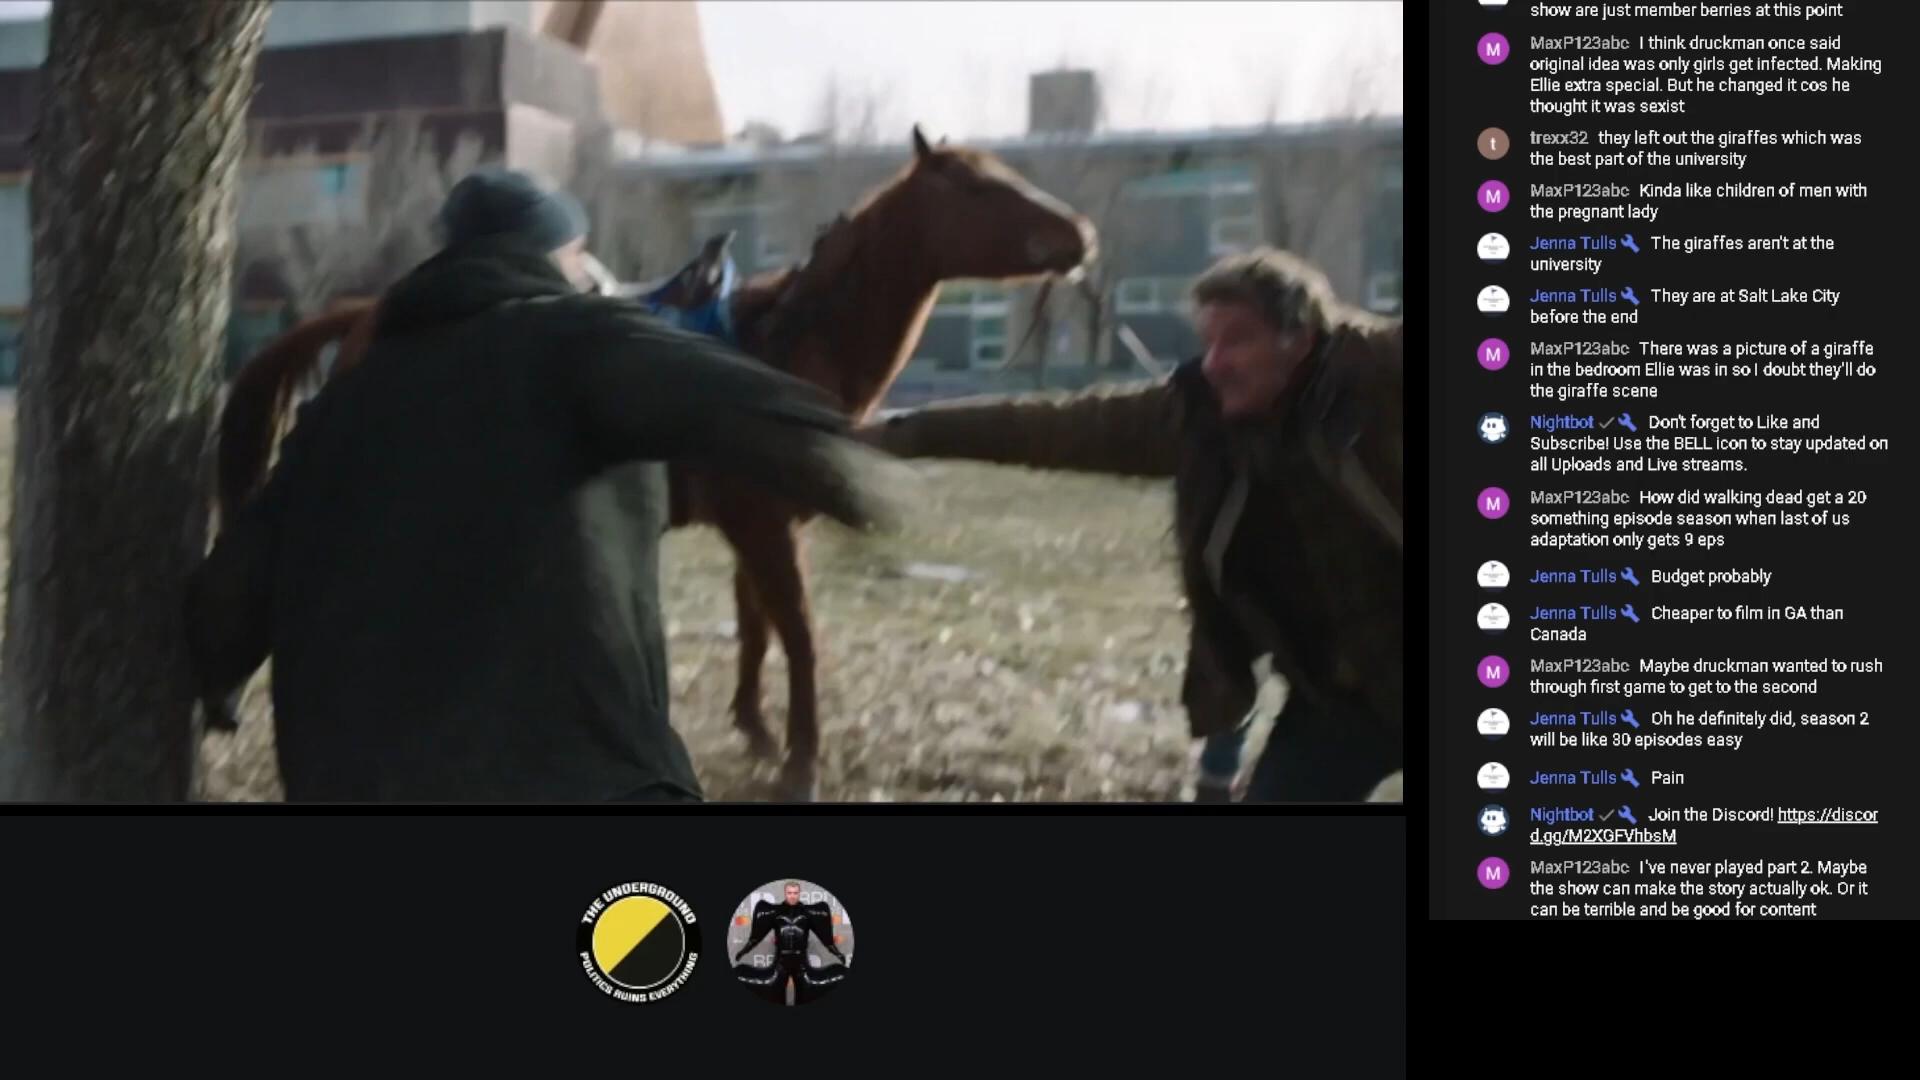 show are just member berries at this point
M
MaxP123abc I think druckman once said
original idea was only girls get infected. Making
Ellie extra special. But he changed it cos he
thought it was sexist
t
trexx32 they left out the giraffes which was
the best part of the university
M
MaxP123abc Kinda like children of men with
the pregnant lady
Jenna Tulls The giraffes aren't at the
university
Jenna Tulls They are at Salt Lake City
before the end
M
MaxP123abc There was a picture of a giraffe
in the bedroom Ellie was in so I doubt they'll do
the giraffe scene
Nightbot Don't forget to Like and
Subscribe! Use the BELL icon to stay updated on
all Uploads and Live streams.
M
MaxP123abc How did walking dead get a 20
something episode season when last of us
adaptation only gets 9 eps
Jenna Tulls Budget probably
Jenna Tulls Cheaper to film in GA than
Canada
M
MaxP123abc Maybe druckman wanted to rush
through first game to get to the second
Jenna Tulls Oh he definitely did, season 2
will be like 30 episodes easy
Jenna Tulls Pain
Nightbot Join the Discord! https://discor
d.gg/M2XGFVhbsM
M
MaxP123abc I've never played part 2. Maybe
the show can make the story actually ok. Or it
can be terrible and be good for content
THE UNDERGROUND
POLITICS RUINS EVERYTHING